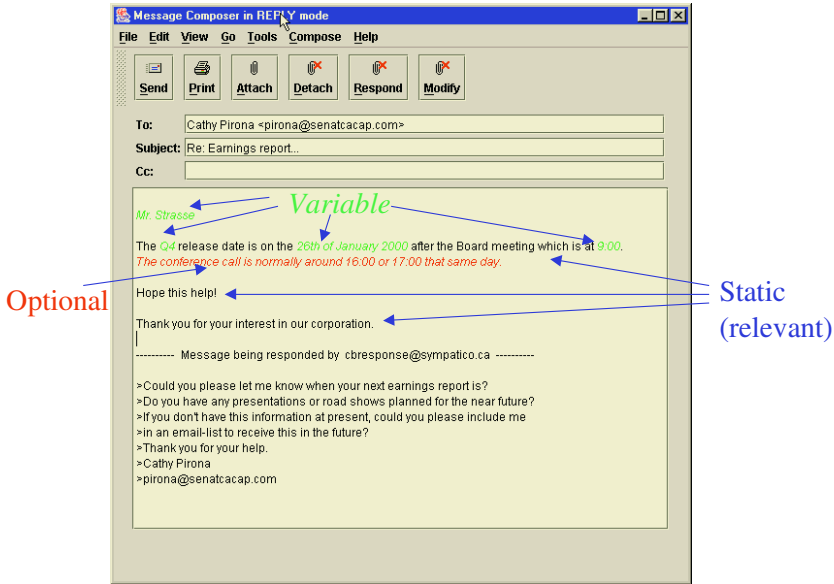 Message Composer in REPLY mode
File Edit View Go Tools Compose Help
Send Print Attach Detach Respond Modify
To: Cathy Pirona <pirona@senatcacap.com>
Subject: Re: Earnings report...
Cc:
Variable
Mr. Strasse
The Q4 release date is on the 26th of January 2000 after the Board meeting which is at 9:00.
The conference call is normally around 16:00 or 17:00 that same day.
Optional
Hope this help!
Static
(relevant)
Thank you for your interest in our corporation.
---------- Message being responded by cbresponse@sympatico.ca ----------
>Could you please let me know when your next earnings report is?
>Do you have any presentations or road shows planned for the near future?
>If you don't have this information at present, could you please include me
>in an email-list to receive this in the future?
>Thank you for your help.
>Cathy Pirona
>pirona@senatcacap.com